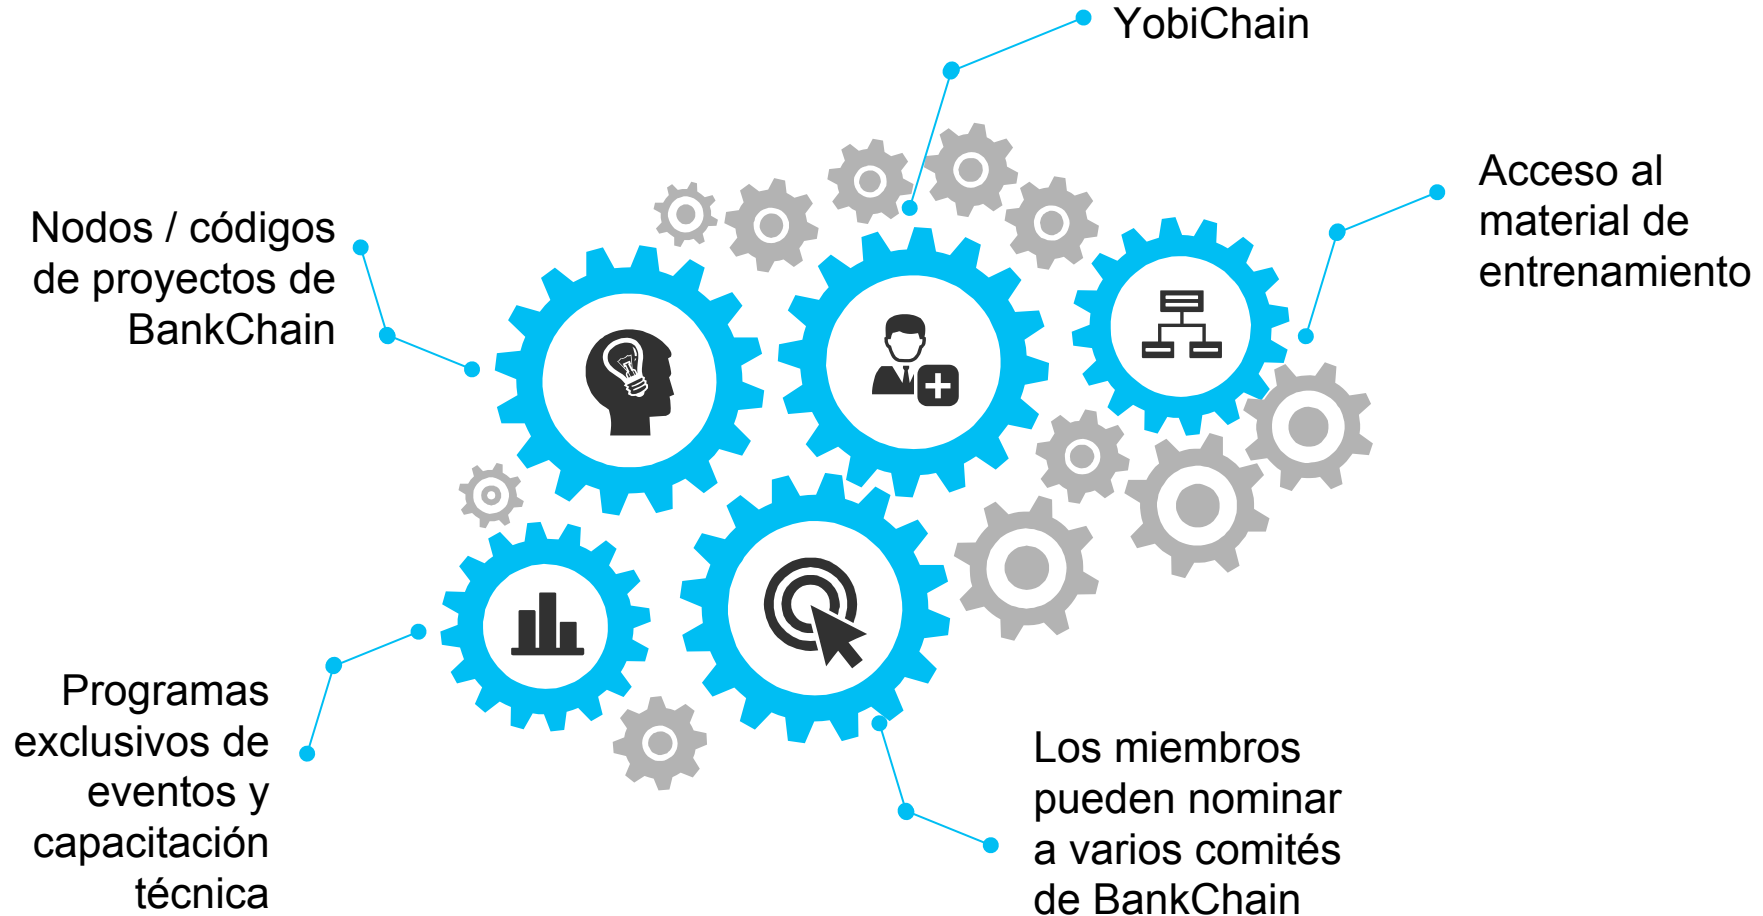 YobiChain
Acceso al
material de
entrenamiento
Nodos / códigos
de proyectos de
BankChain
Programas
exclusivos de
eventos y
capacitación
técnica
Los miembros
pueden nominar
a varios comités
de BankChain